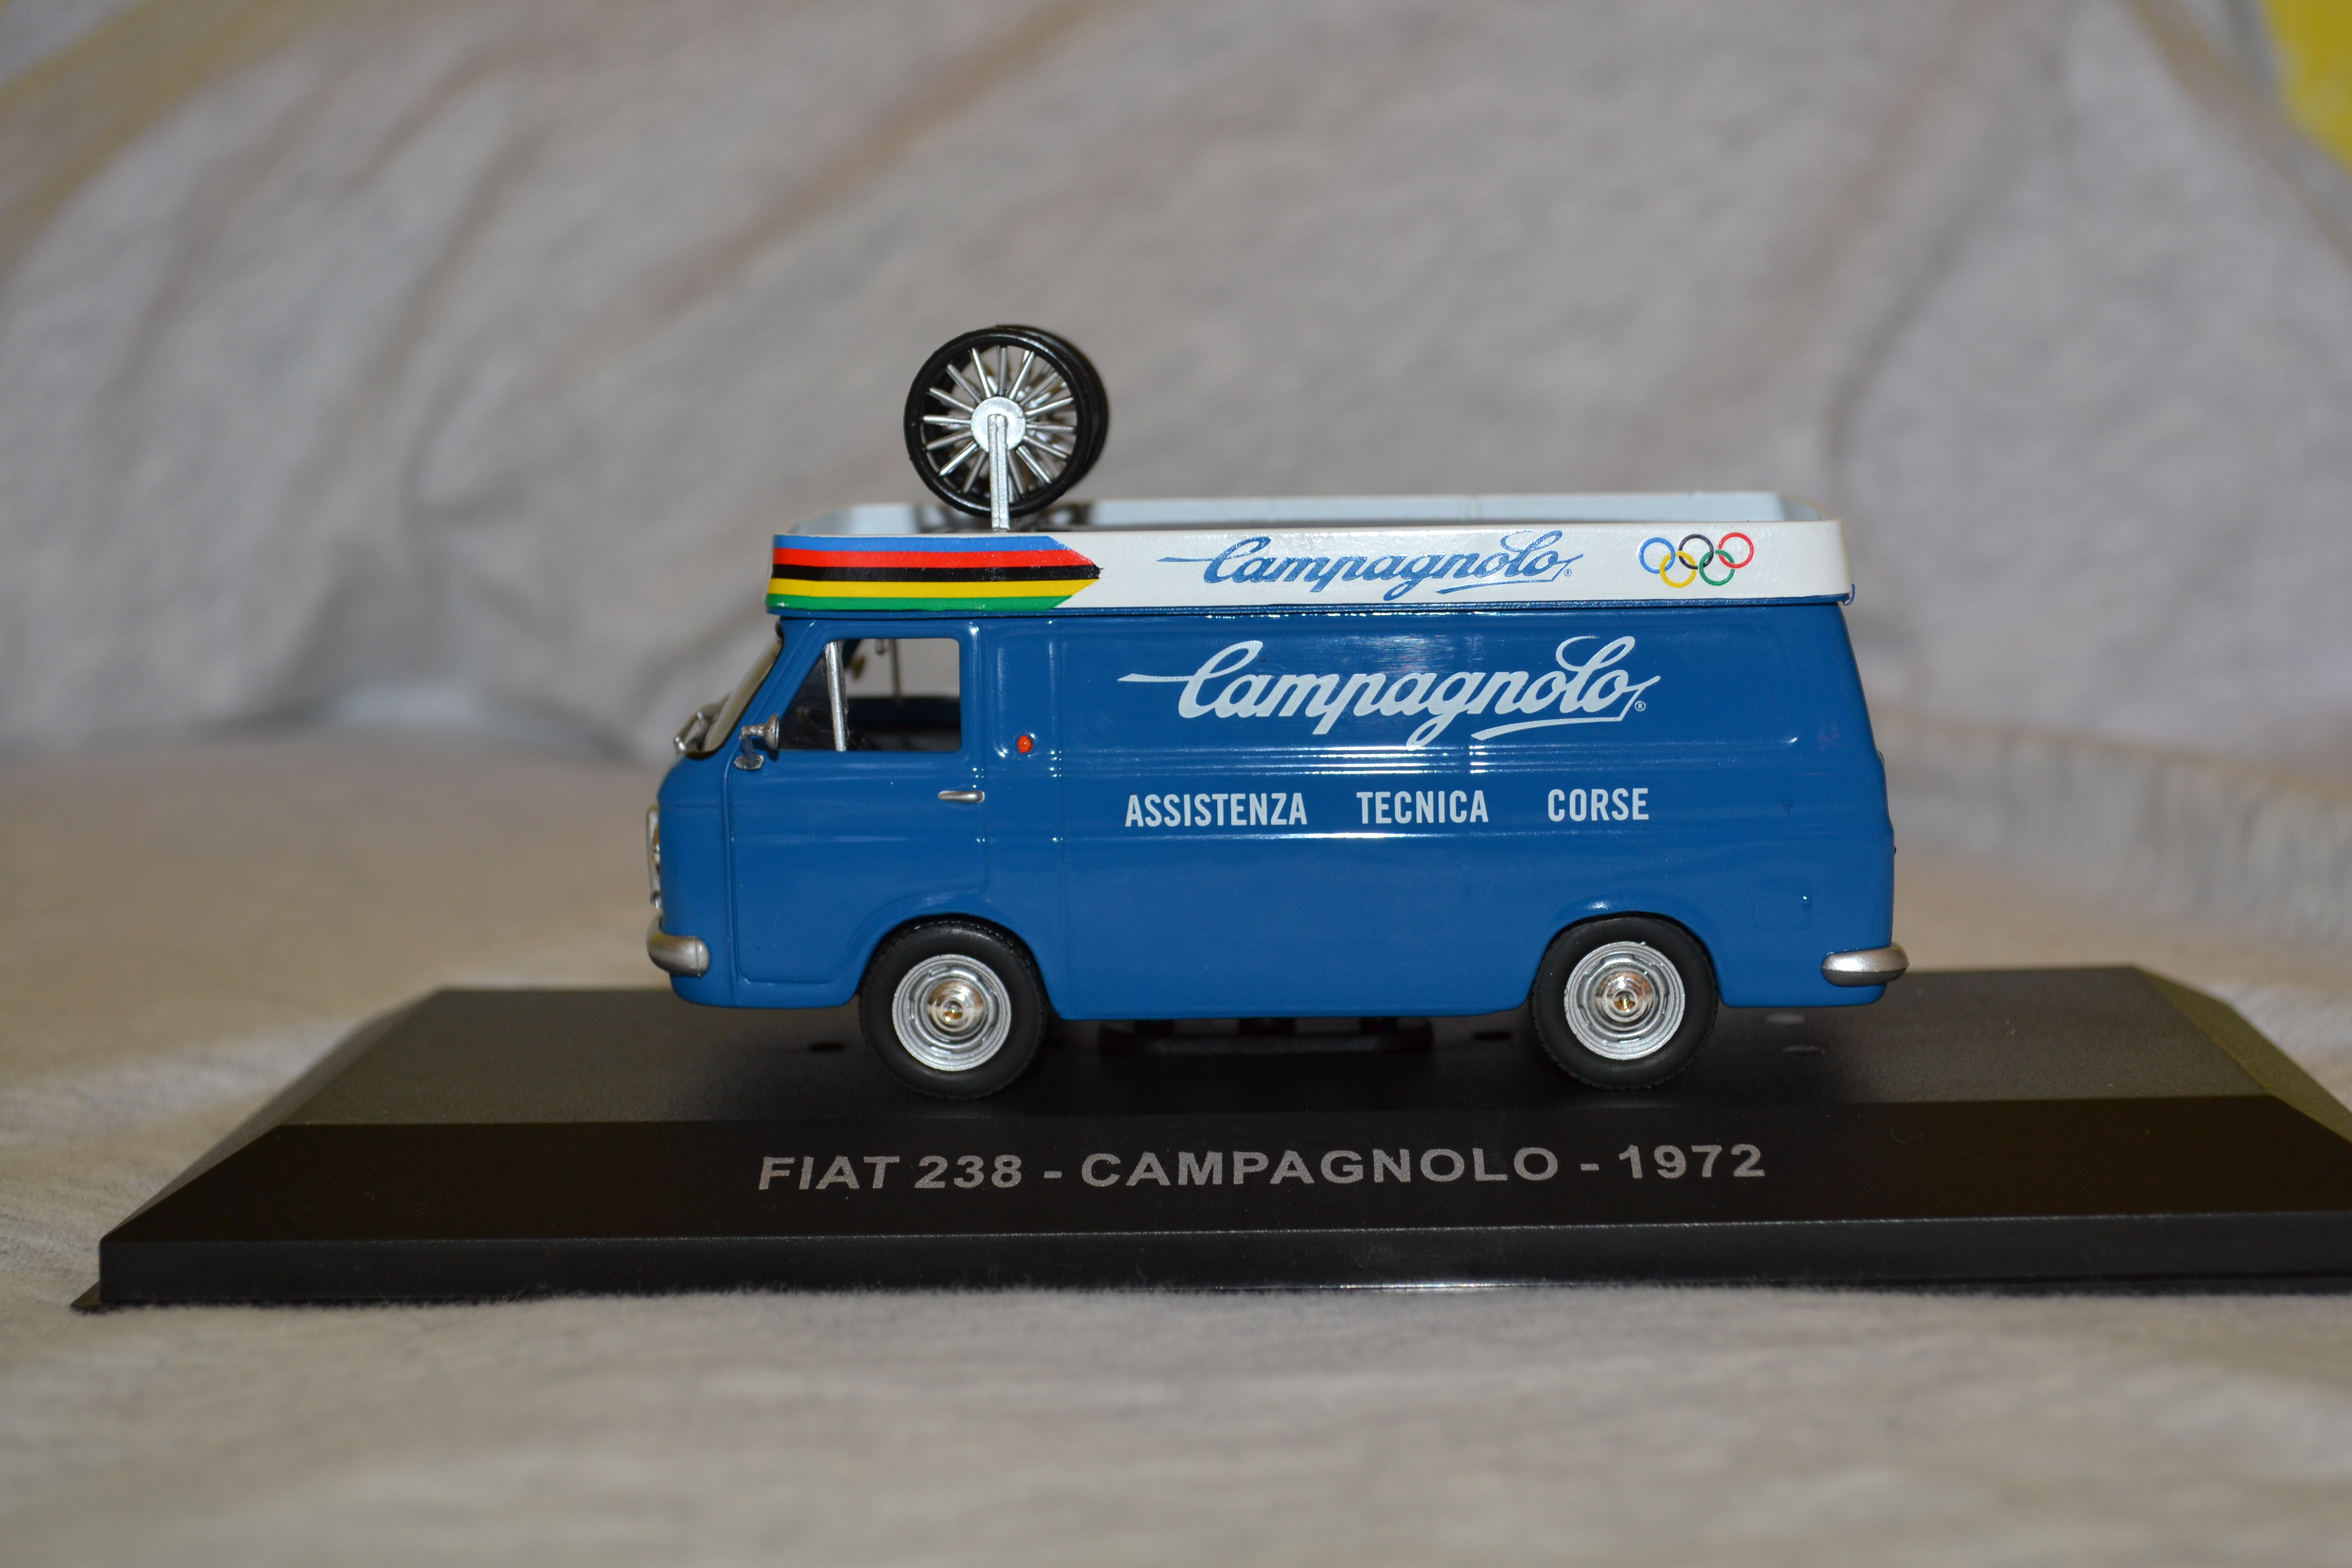 Campagnolo®
Campagnolo®
ASSISTENZA TECNICA CORSE
FIAT 238 - CAMPAGNOLO - 1972